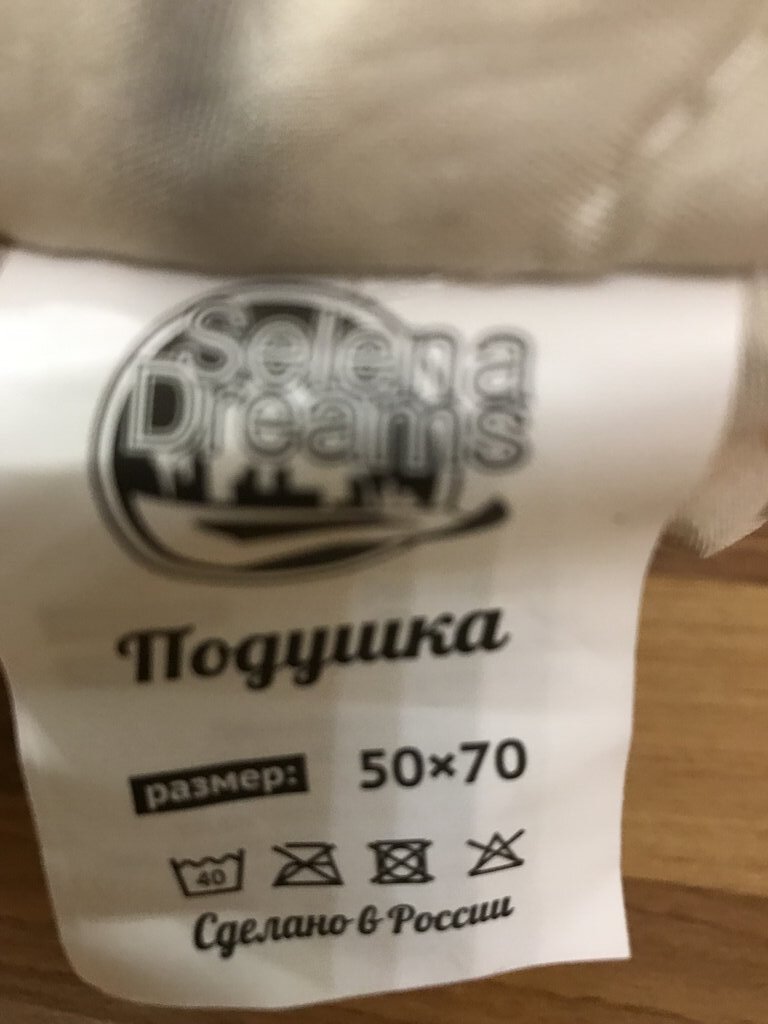 Selena
Dreams
Подушка
размер: 50×70
40
Сделано в России